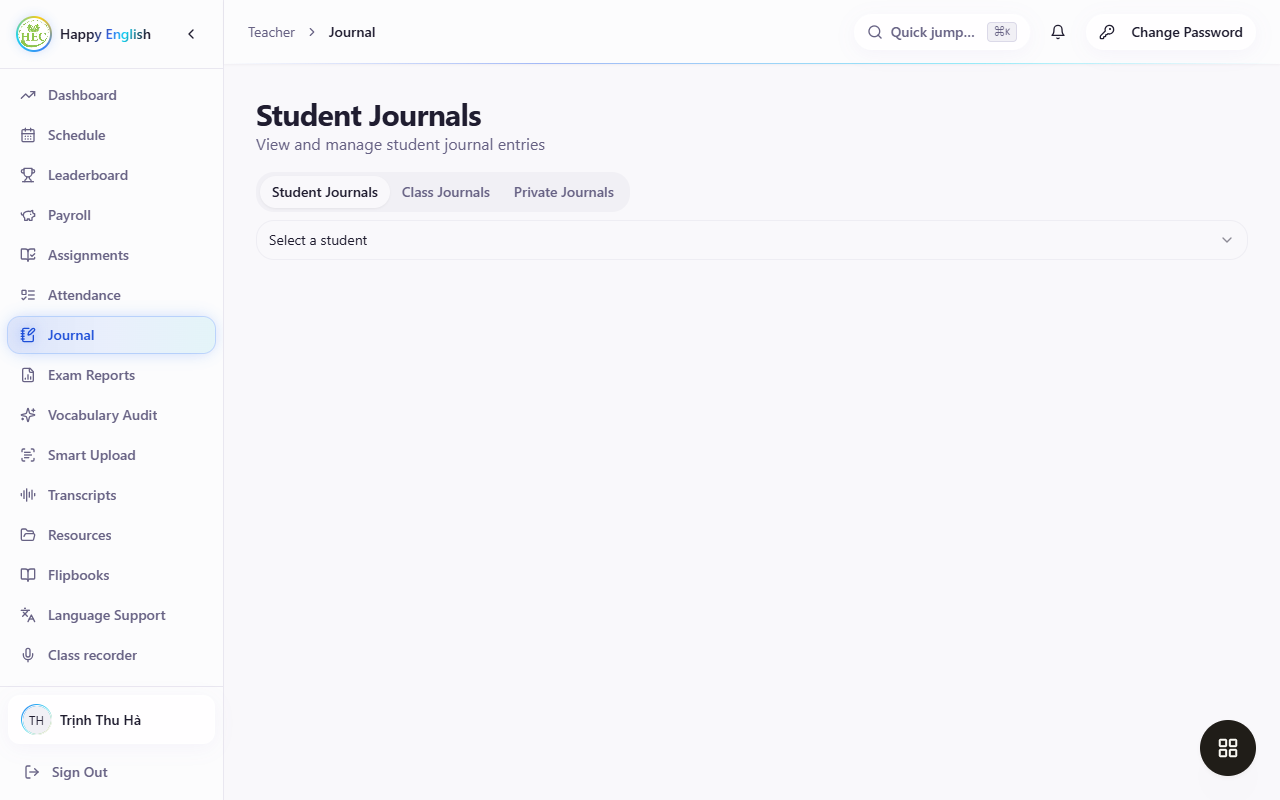 HEC
Happy English
Teacher
Journal
Quick jump...
⌘K
Change Password
Dashboard
Schedule
Leaderboard
Payroll
Assignments
Attendance
Journal
Exam Reports
Vocabulary Audit
Smart Upload
Transcripts
Resources
Flipbooks
Language Support
Class recorder
TH
Trịnh Thu Hà
Sign Out
Student Journals
View and manage student journal entries
Student Journals
Class Journals
Private Journals
Select a student